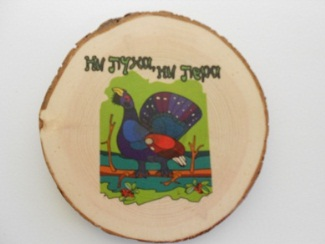 Ни пуха, ни пера